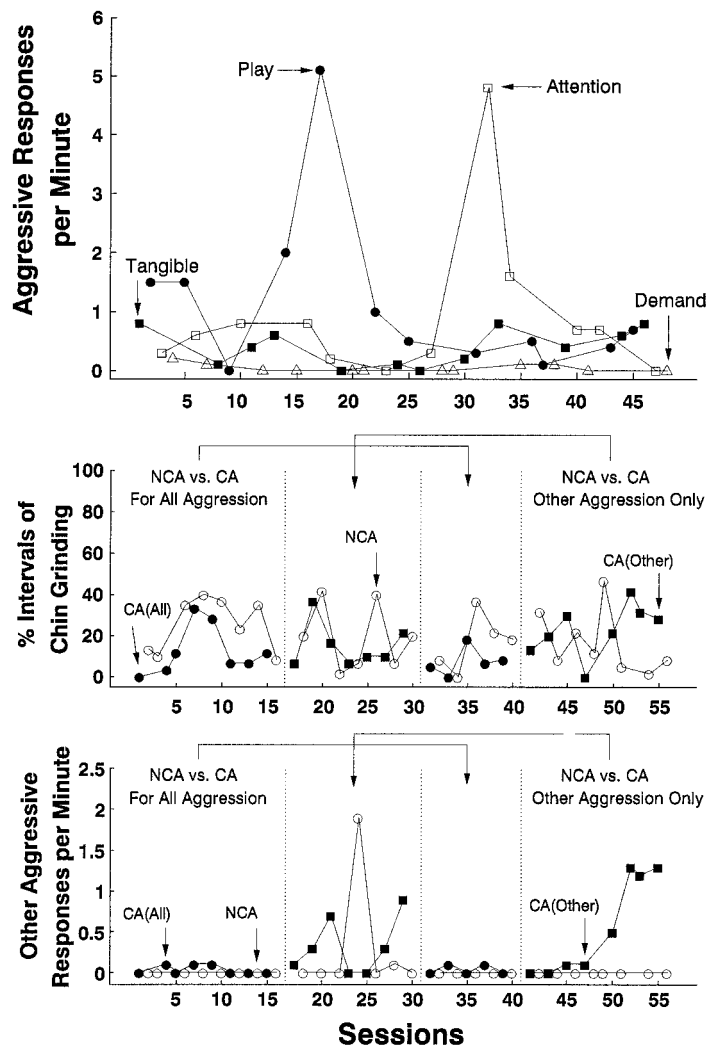 Aggressive Responses
per Minute
6
5
4
3
2
1
0
Play
Attention
Tangible
Demand
5 10 15 20 25 30 35 40 45
% Intervals of
Chin Grinding
100
80
60
40
20
0
NCA vs. CA
For All Aggression
NCA vs. CA
Other Aggression Only
CA(All)
NCA
CA(Other)
5 10 15 20 25 30 35 40 45 50 55
Other Aggressive
Responses per Minute
2.5
2
1.5
1
0.5
0
NCA vs. CA
For All Aggression
NCA vs. CA
Other Aggression Only
CA(All)
NCA
CA(Other)
5 10 15 20 25 30 35 40 45 50 55
Sessions